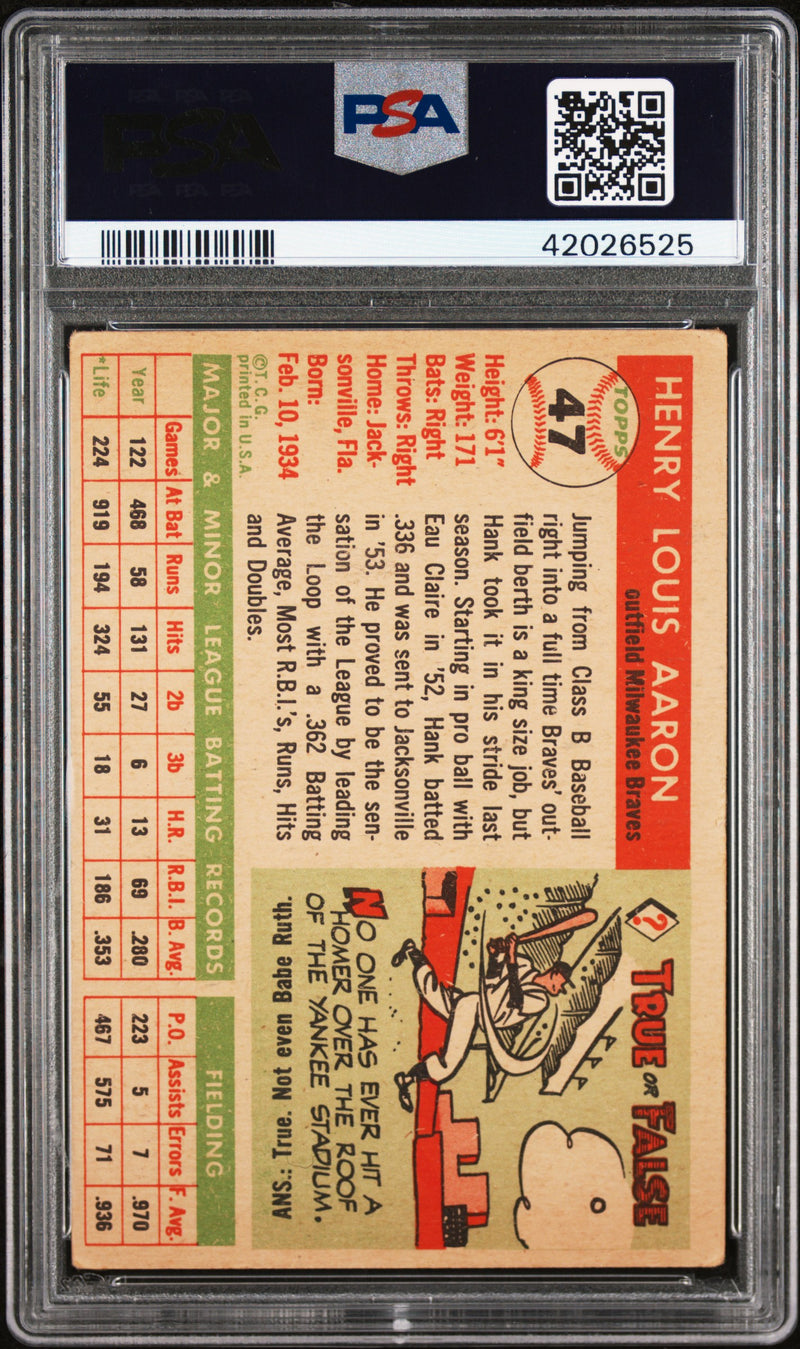 PSA
PSA
42026525
TOPPS
47
HENRY LOUIS AARON
outfield Milwaukee Braves
Height: 6'1"
Weight: 171
Bats: Right
Throws: Right
Home: Jack-
sonville, Fla.
Born:
Feb. 10, 1934
©T. C. G.
printed in U.S.A.
Jumping from Class B Baseball
right into a full time Braves' out-
field berth is a king size job, but
Hank took it in his stride last
season. Starting in pro ball with
Eau Claire in '52, Hank batted
.336 and was sent to Jacksonville
in '53. He proved to be the sen-
sation of the League by leading
the Loop with a .362 Batting
Average, Most R.B.I.'s, Runs, Hits
and Doubles.
? TRUE OR FALSE
NO ONE HAS EVER HIT A
HOMER OVER THE ROOF
OF THE YANKEE STADIUM.
ANS.: True. Not even Babe Ruth.
MAJOR & MINOR LEAGUE BATTING RECORDS FIELDING
Games At Bat Runs Hits 2b 3b H.R. R.B.I. B. Avg. P.O. Assists Errors F. Avg.
Year 122 468 58 131 27 6 13 69 .280 223 5 7 .970
*Life 224 919 194 324 55 18 31 186 .353 467 575 71 .936